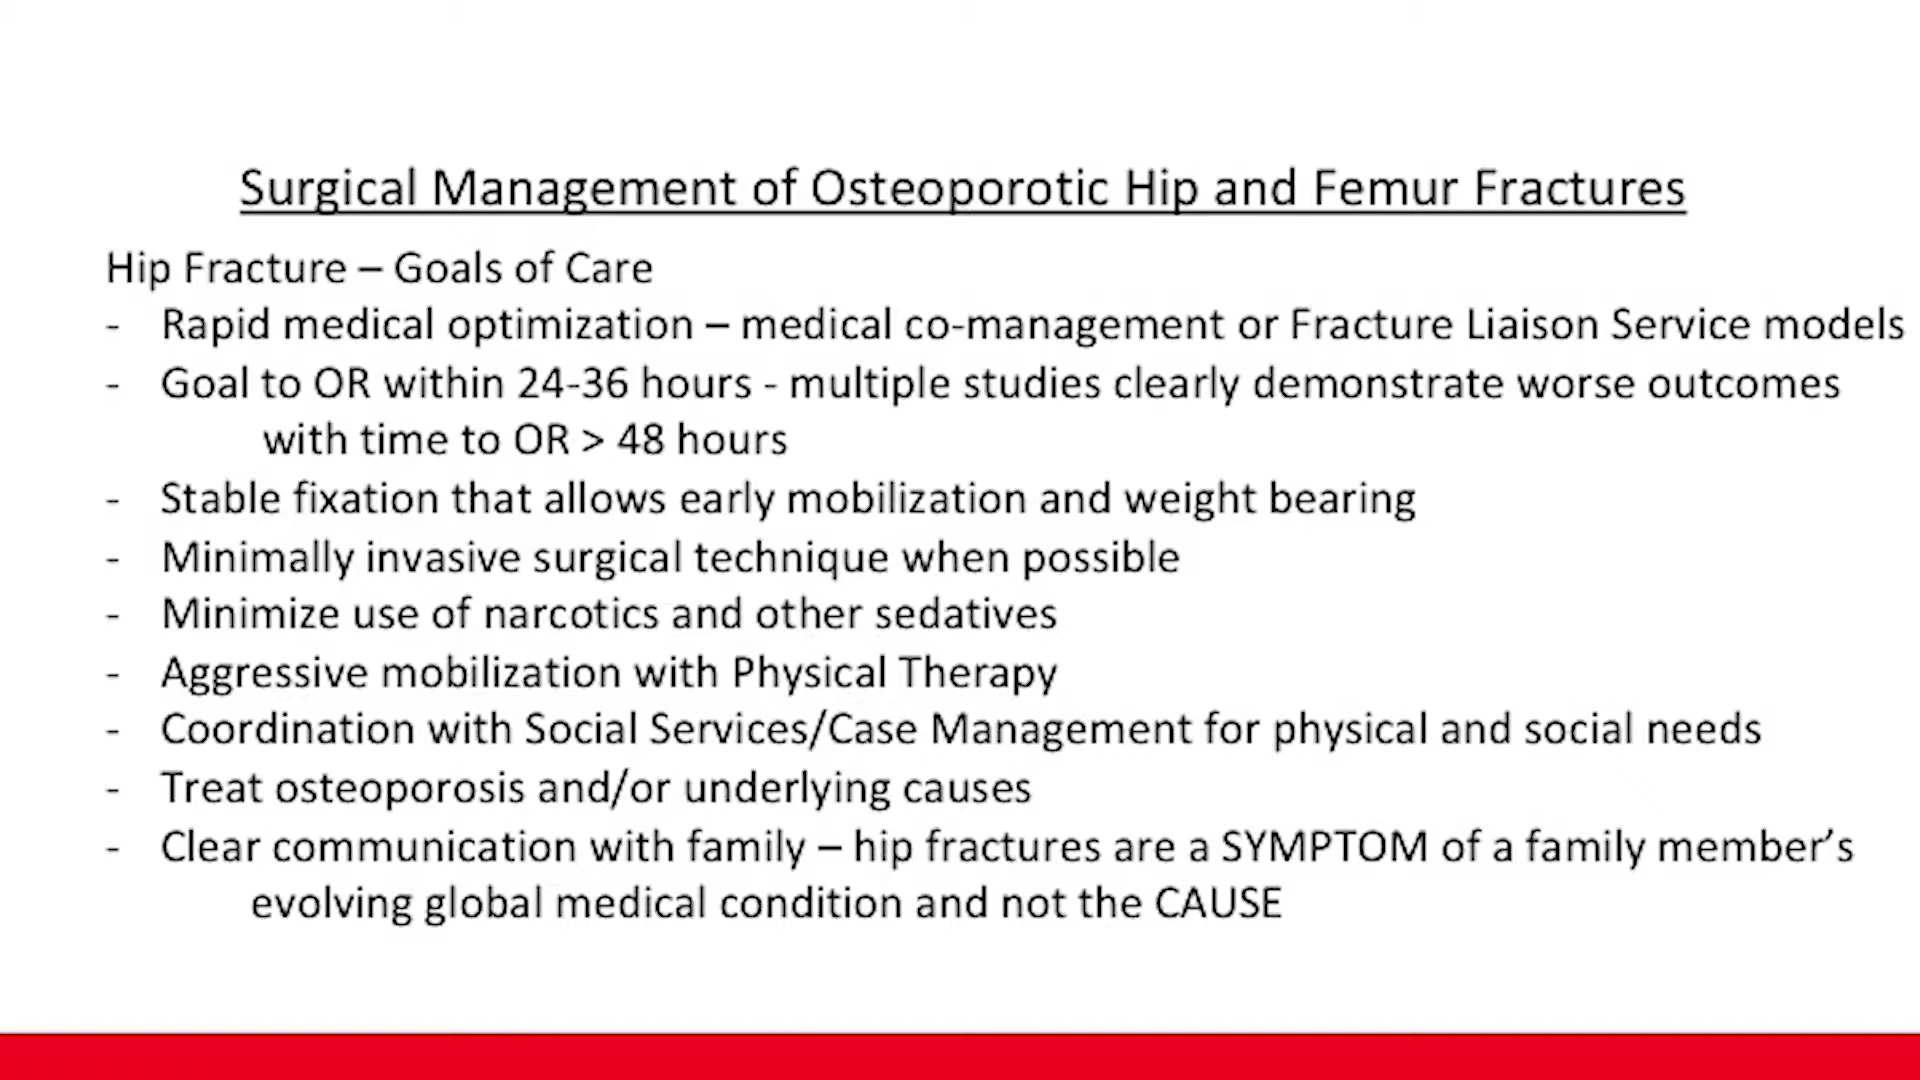 Surgical Management of Osteoporotic Hip and Femur Fractures
Hip Fracture – Goals of Care
- Rapid medical optimization – medical co-management or Fracture Liaison Service models
- Goal to OR within 24-36 hours - multiple studies clearly demonstrate worse outcomes
with time to OR > 48 hours
- Stable fixation that allows early mobilization and weight bearing
- Minimally invasive surgical technique when possible
- Minimize use of narcotics and other sedatives
- Aggressive mobilization with Physical Therapy
- Coordination with Social Services/Case Management for physical and social needs
- Treat osteoporosis and/or underlying causes
- Clear communication with family – hip fractures are a SYMPTOM of a family member’s
evolving global medical condition and not the CAUSE